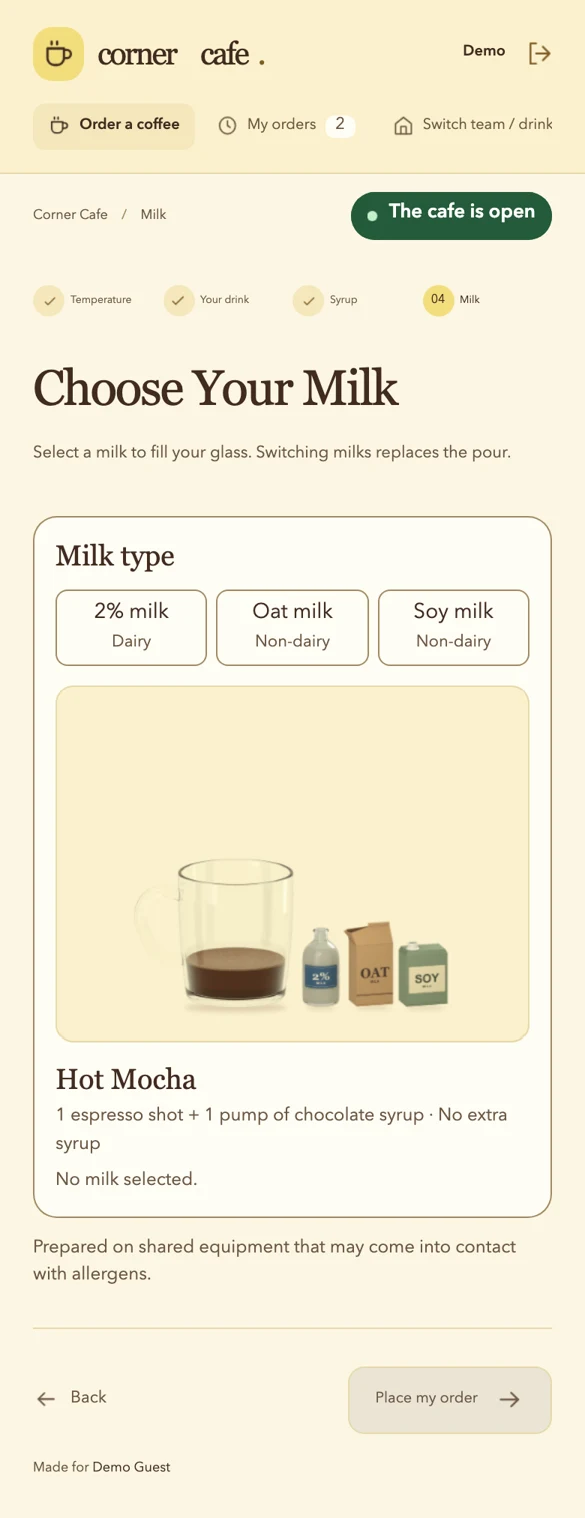 corner cafe .
Demo
Order a coffee
My orders 2
Switch team / drink
Corner Cafe / Milk
The cafe is open
Temperature
Your drink
Syrup
04 Milk
Choose Your Milk
Select a milk to fill your glass. Switching milks replaces the pour.
Milk type
2% milk
Dairy
Oat milk
Non-dairy
Soy milk
Non-dairy
2%
MILK
OAT
MILK
SOY
MILK
Hot Mocha
1 espresso shot + 1 pump of chocolate syrup · No extra
syrup
No milk selected.
Prepared on shared equipment that may come into contact
with allergens.
Back
Place my order
Made for Demo Guest